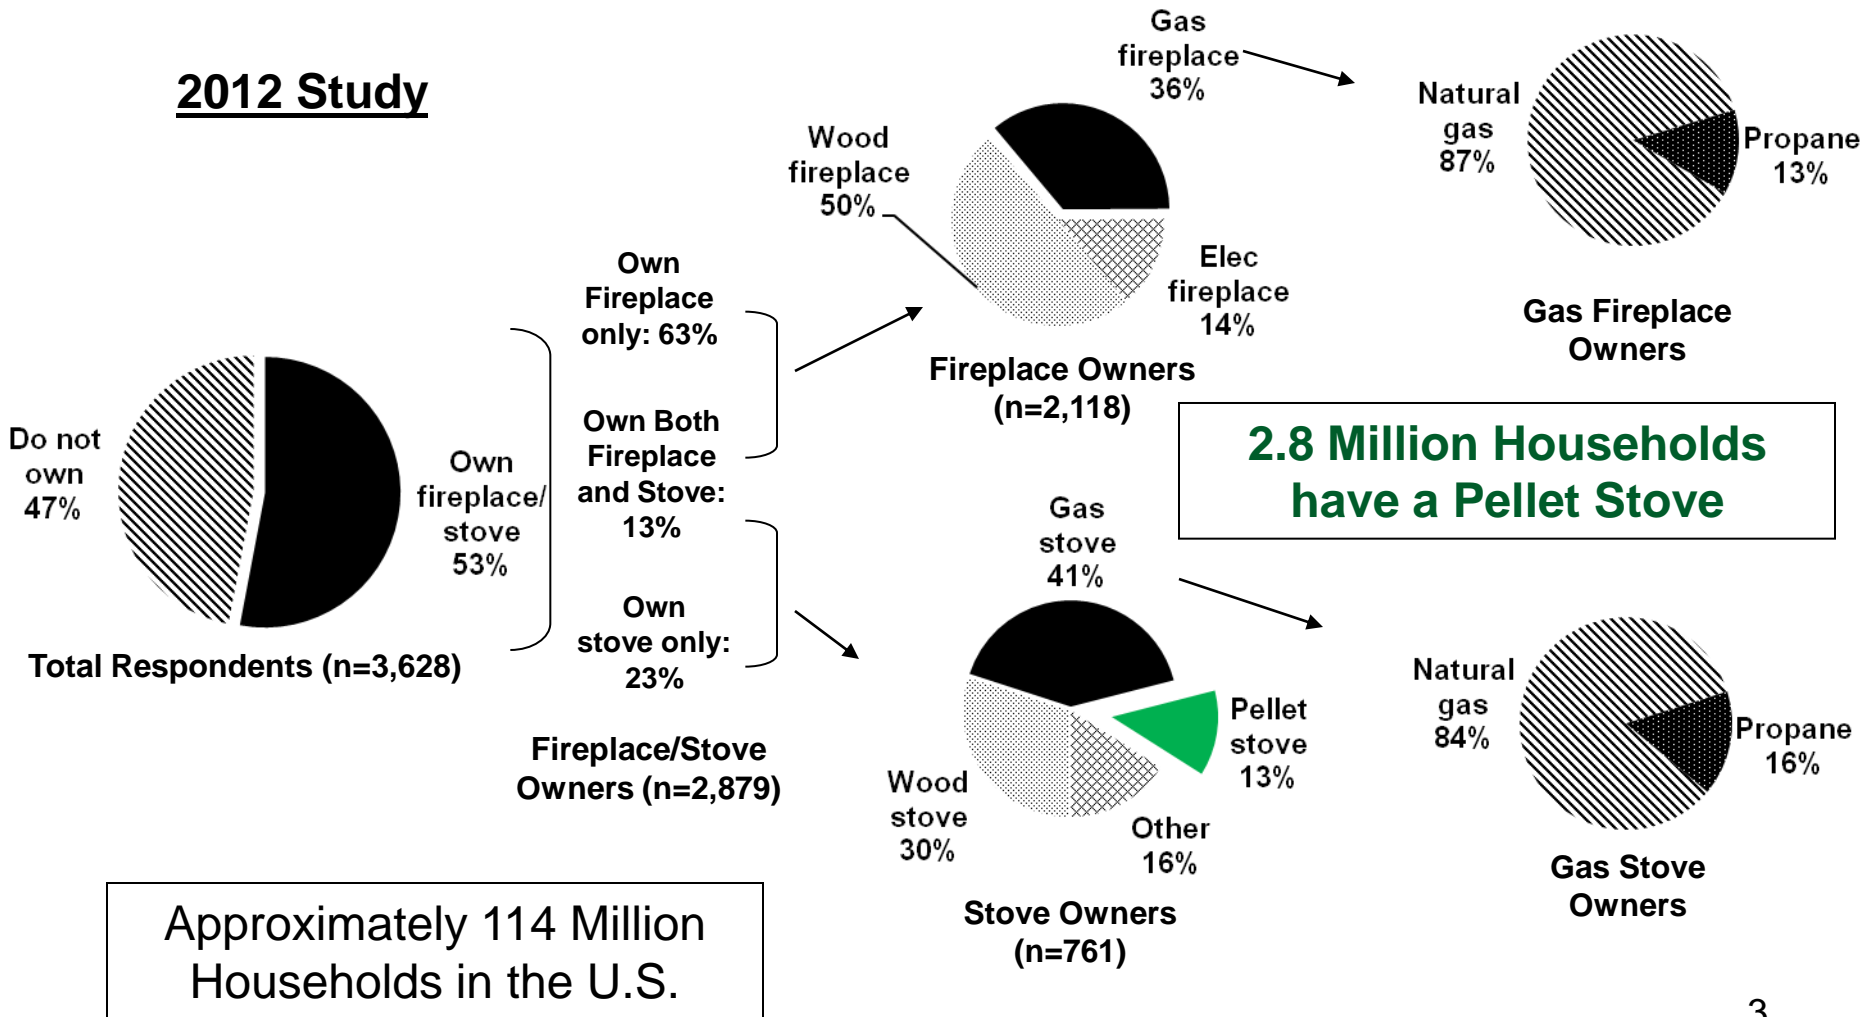 2012 Study
Do not
own
47%
Own
fireplace/
stove
53%
Total Respondents (n=3,628)
Own
Fireplace
only: 63%
Own Both
Fireplace
and Stove:
13%
Own
stove only:
23%
Fireplace/Stove
Owners (n=2,879)
Wood
fireplace
50%
Gas
fireplace
36%
Elec
fireplace
14%
Fireplace Owners
(n=2,118)
Natural
gas
87%
Propane
13%
Gas Fireplace
Owners
2.8 Million Households
have a Pellet Stove
Gas
stove
41%
Pellet
stove
13%
Wood
stove
30%
Other
16%
Stove Owners
(n=761)
Natural
gas
84%
Propane
16%
Gas Stove
Owners
Approximately 114 Million
Households in the U.S.
3